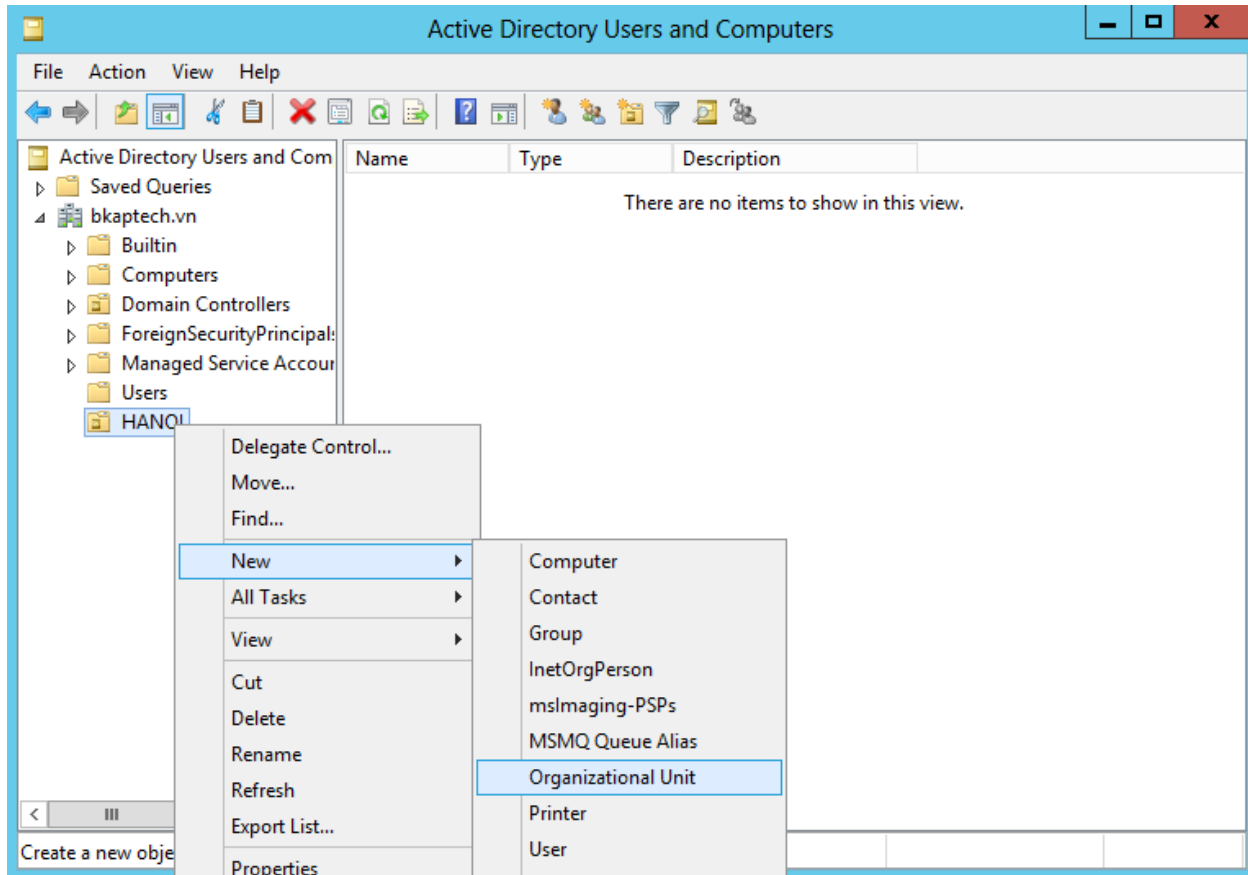 Active Directory Users and Computers
File Action View Help
Active Directory Users and Com
Name Type Description
There are no items to show in this view.
Saved Queries
bkaptech.vn
Builtin
Computers
Domain Controllers
ForeignSecurityPrincipals
Managed Service Accour
Users
HANOI
Delegate Control...
Move...
Find...
New
All Tasks
View
Cut
Delete
Rename
Refresh
Export List...
Properties
Computer
Contact
Group
InetOrgPerson
msImaging-PSPs
MSMQ Queue Alias
Organizational Unit
Printer
User
Create a new obje